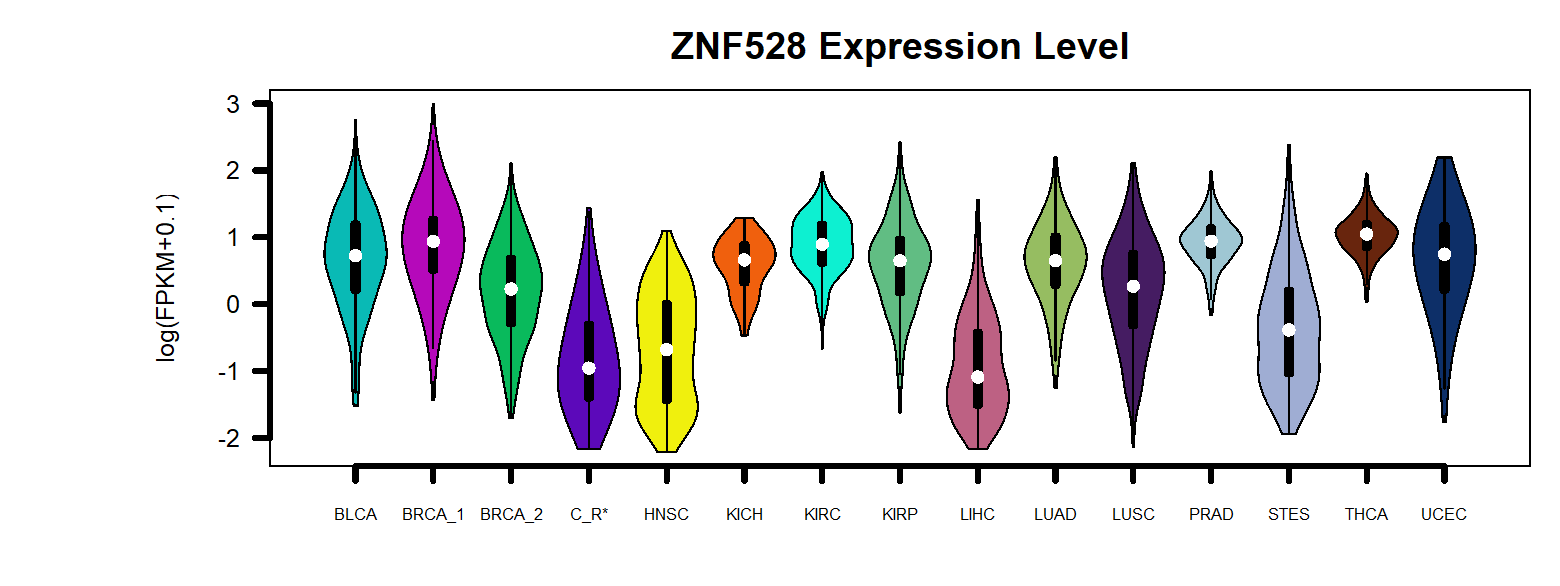 ZNF528 Expression Level
log(FPKM+0.1)
3
2
1
0
-1
-2
BLCA BRCA_1 BRCA_2 C_R* HNSC KICH KIRC KIRP LIHC LUAD LUSC PRAD STES THCA UCEC